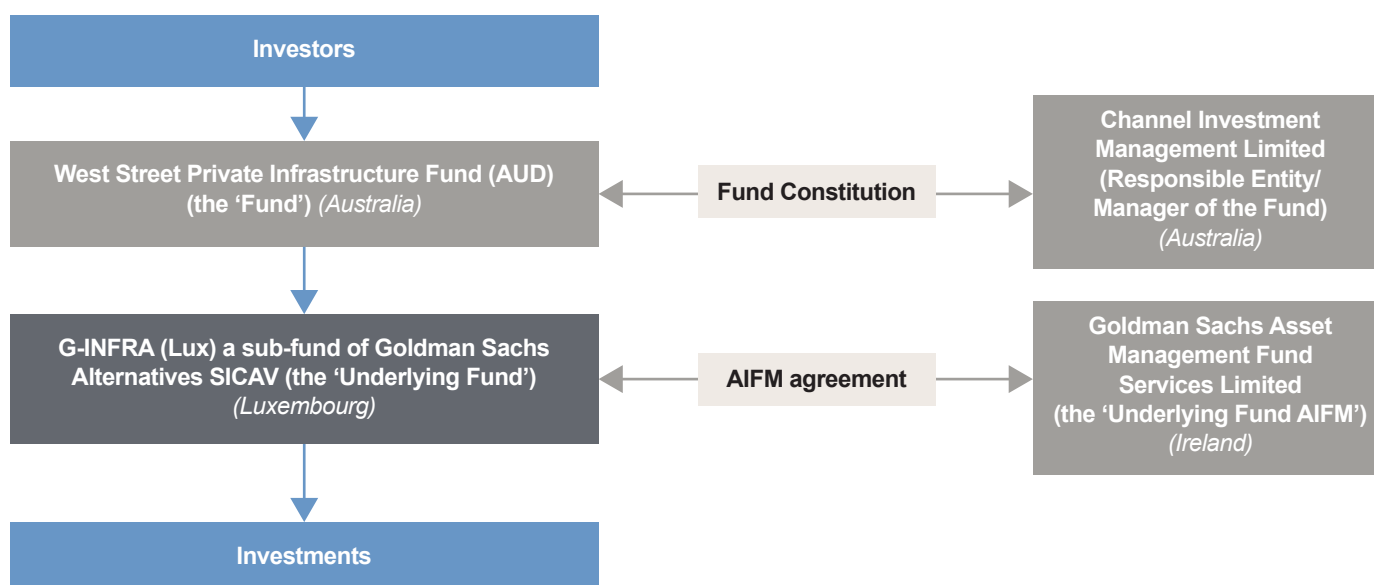 Investors
West Street Private Infrastructure Fund (AUD)
(the ‘Fund’) (Australia)
Fund Constitution
Channel Investment
Management Limited
(Responsible Entity/
Manager of the Fund)
(Australia)
G-INFRA (Lux) a sub-fund of Goldman Sachs
Alternatives SICAV (the ‘Underlying Fund’)
(Luxembourg)
AIFM agreement
Goldman Sachs Asset
Management Fund
Services Limited
(the ‘Underlying Fund AIFM’)
(Ireland)
Investments